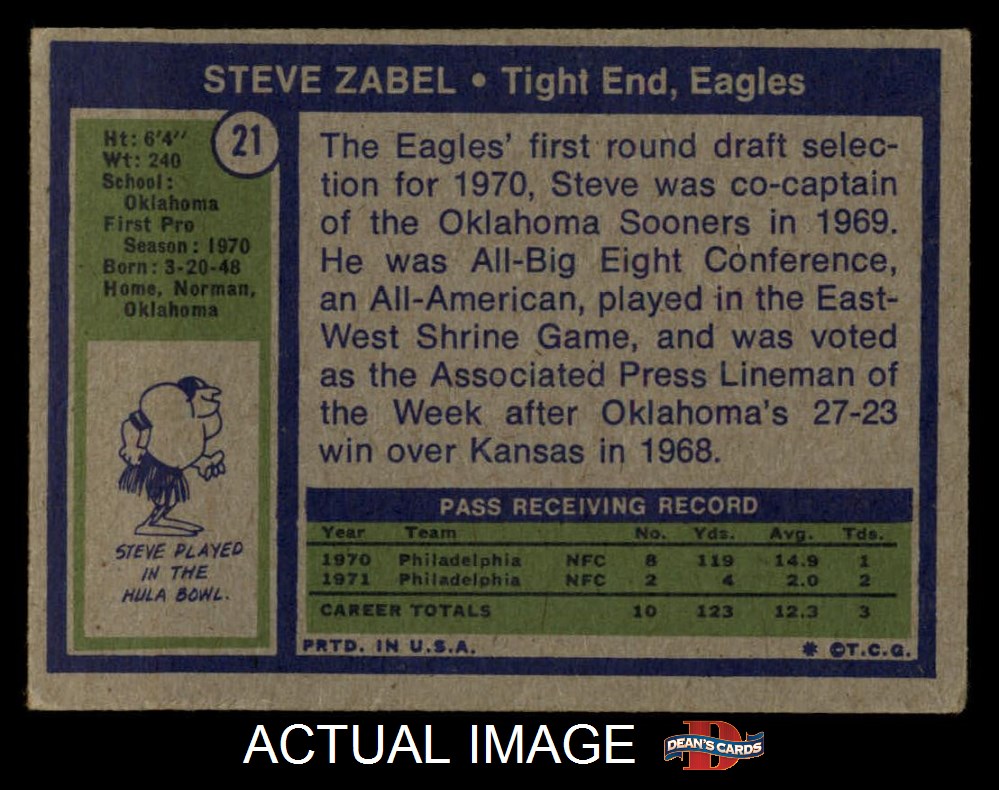 STEVE ZABEL • Tight End, Eagles
21
Ht: 6'4"
Wt: 240
School:
Oklahoma
First Pro
Season: 1970
Born: 3-20-48
Home, Norman,
Oklahoma
STEVE PLAYED
IN THE
HULA BOWL.
The Eagles' first round draft selec-
tion for 1970, Steve was co-captain
of the Oklahoma Sooners in 1969.
He was All-Big Eight Conference,
an All-American, played in the East-
West Shrine Game, and was voted
as the Associated Press Lineman of
the Week after Oklahoma's 27-23
win over Kansas in 1968.
PASS RECEIVING RECORD
Year Team No. Yds. Avg. Tds.
1970 Philadelphia NFC 8 119 14.9 1
1971 Philadelphia NFC 2 4 2.0 2
CAREER TOTALS 10 123 12.3 3
PRTD. IN U.S.A. * ©T.C.G.
ACTUAL IMAGE
D
DEAN'S CARDS